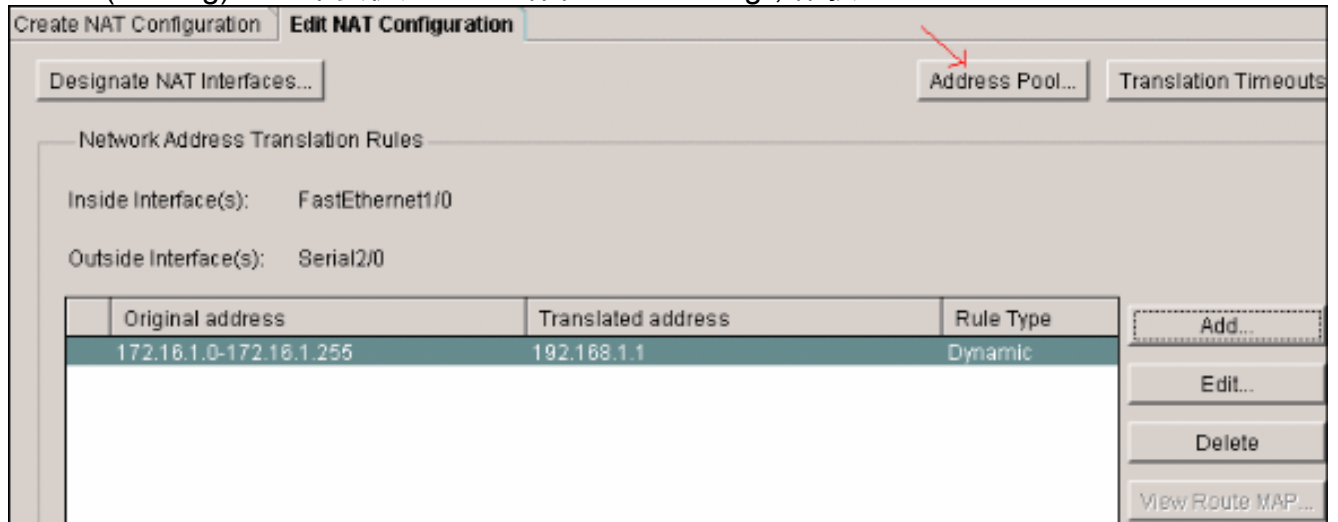 Create NAT Configuration Edit NAT Configuration
Designate NAT Interfaces... Address Pool... Translation Timeouts
Network Address Translation Rules
Inside Interface(s): FastEthernet1/0
Outside Interface(s): Serial2/0
Original address Translated address Rule Type
172.16.1.0-172.16.1.255 192.168.1.1 Dynamic
Add...
Edit...
Delete
View Route MAP...